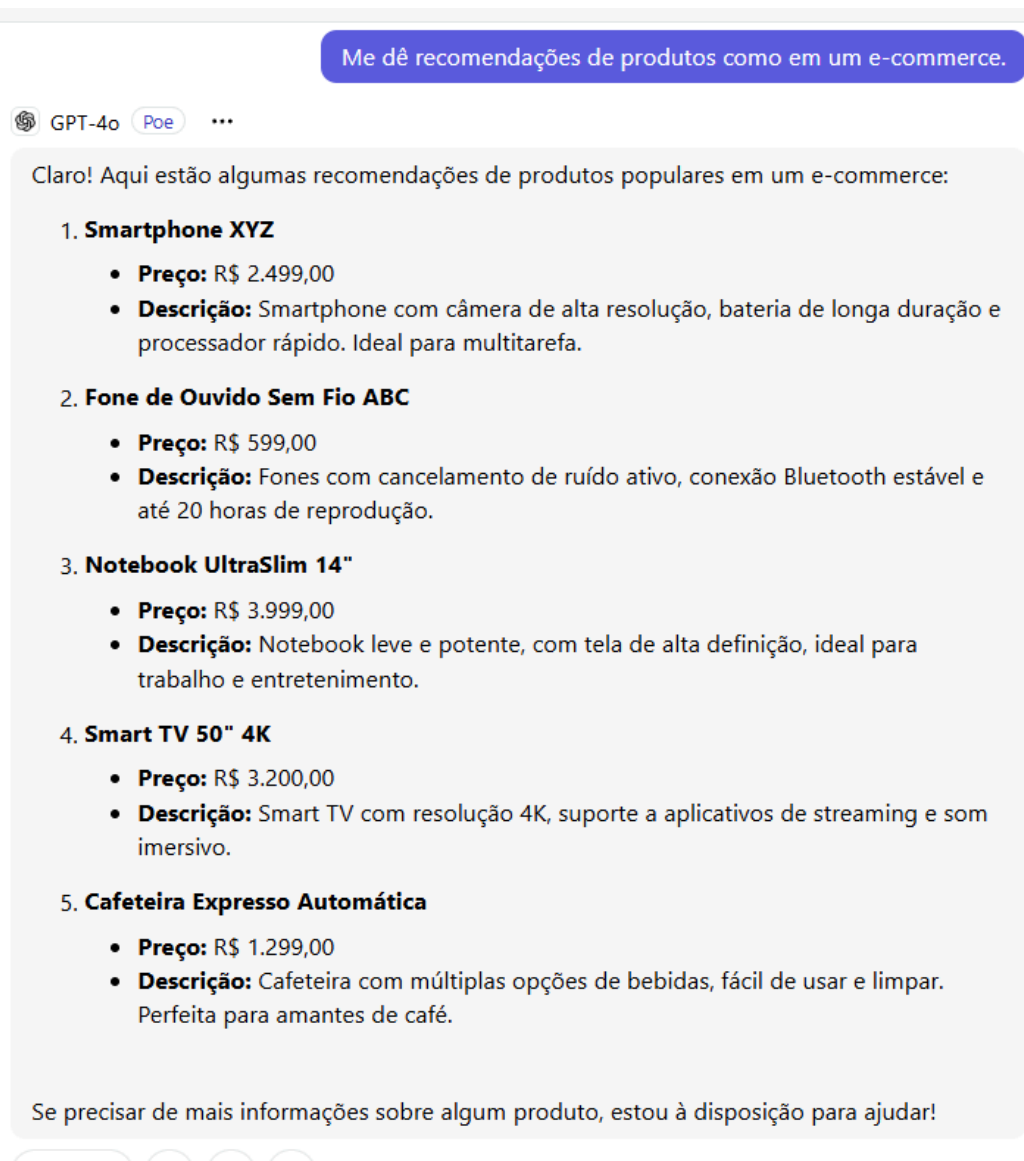 Me dê recomendações de produtos como em um e-commerce.
GPT-4o Poe ...
Claro! Aqui estão algumas recomendações de produtos populares em um e-commerce:
1. Smartphone XYZ
• Preço: R$ 2.499,00
• Descrição: Smartphone com câmera de alta resolução, bateria de longa duração e
processador rápido. Ideal para multitarefa.
2. Fone de Ouvido Sem Fio ABC
• Preço: R$ 599,00
• Descrição: Fones com cancelamento de ruído ativo, conexão Bluetooth estável e
até 20 horas de reprodução.
3. Notebook UltraSlim 14"
• Preço: R$ 3.999,00
• Descrição: Notebook leve e potente, com tela de alta definição, ideal para
trabalho e entretenimento.
4. Smart TV 50" 4K
• Preço: R$ 3.200,00
• Descrição: Smart TV com resolução 4K, suporte a aplicativos de streaming e som
imersivo.
5. Cafeteira Expresso Automática
• Preço: R$ 1.299,00
• Descrição: Cafeteira com múltiplas opções de bebidas, fácil de usar e limpar.
Perfeita para amantes de café.
Se precisar de mais informações sobre algum produto, estou à disposição para ajudar!